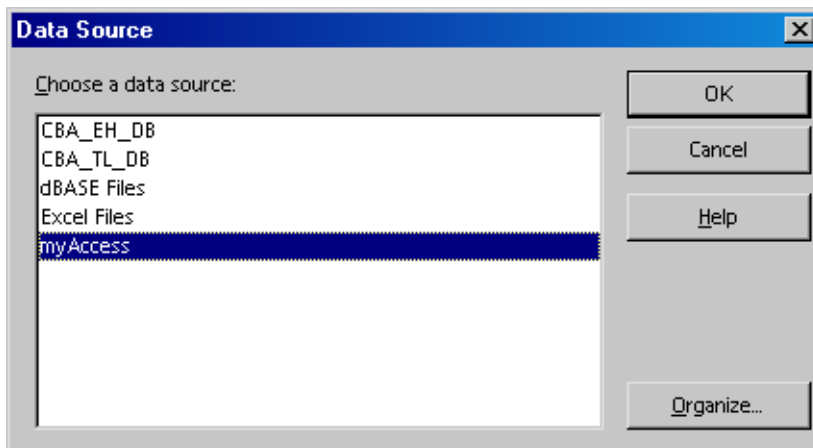 Data Source
Choose a data source:
CBA_EH_DB
CBA_TL_DB
dBASE Files
Excel Files
myAccess
OK
Cancel
Help
Organize...